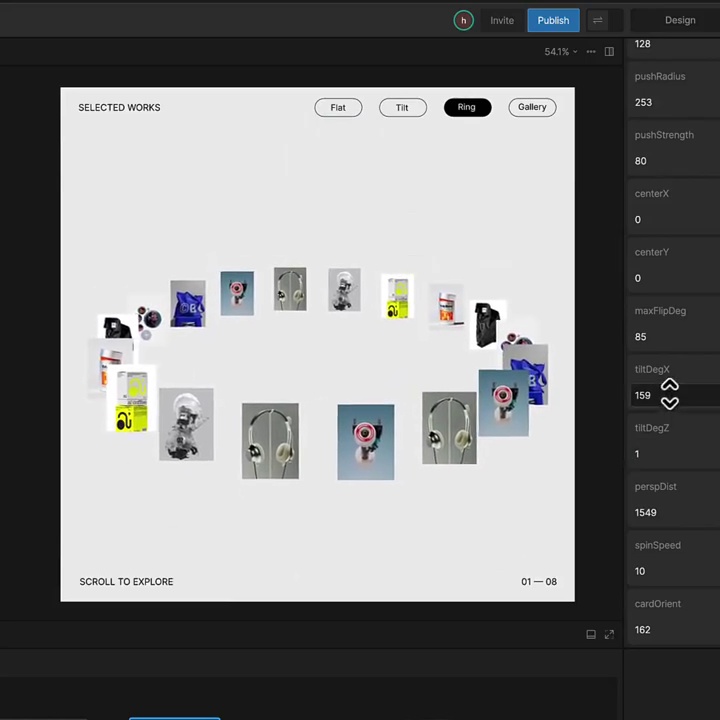 h
Invite
Publish
Design
54.1%
SELECTED WORKS
Flat
Tilt
Ring
Gallery
SCROLL TO EXPLORE
01 — 08
128
pushRadius
253
pushStrength
80
centerX
0
centerY
0
maxFlipDeg
85
tiltDegX
159
tiltDegZ
1
perspDist
1549
spinSpeed
10
cardOrient
162